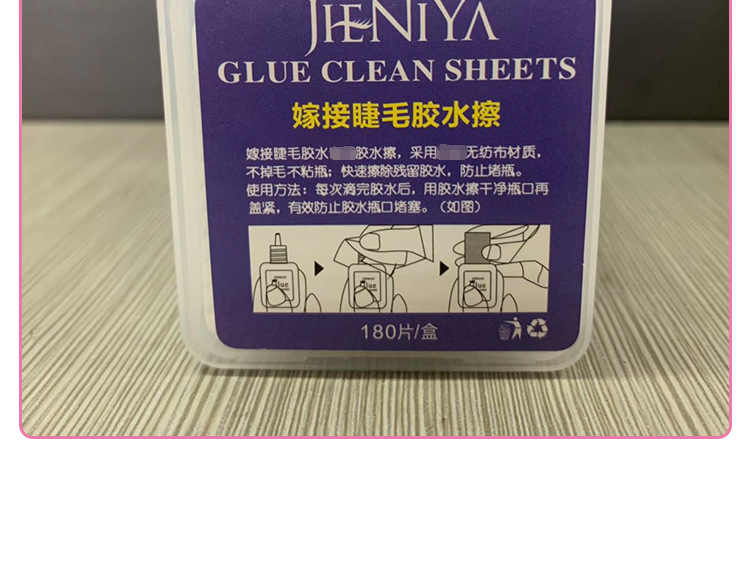 JIENIYA
GLUE CLEAN SHEETS
嫁接睫毛胶水擦
嫁接睫毛胶水胶水擦，采用无纺布材质，
不掉毛不粘瓶；快速擦除残留胶水，防止堵瓶。
使用方法：每次滴完胶水后，用胶水擦干净瓶口再
盖紧，有效防止胶水瓶口堵塞。（如图）
Glue
Glue
Glue
180片/盒